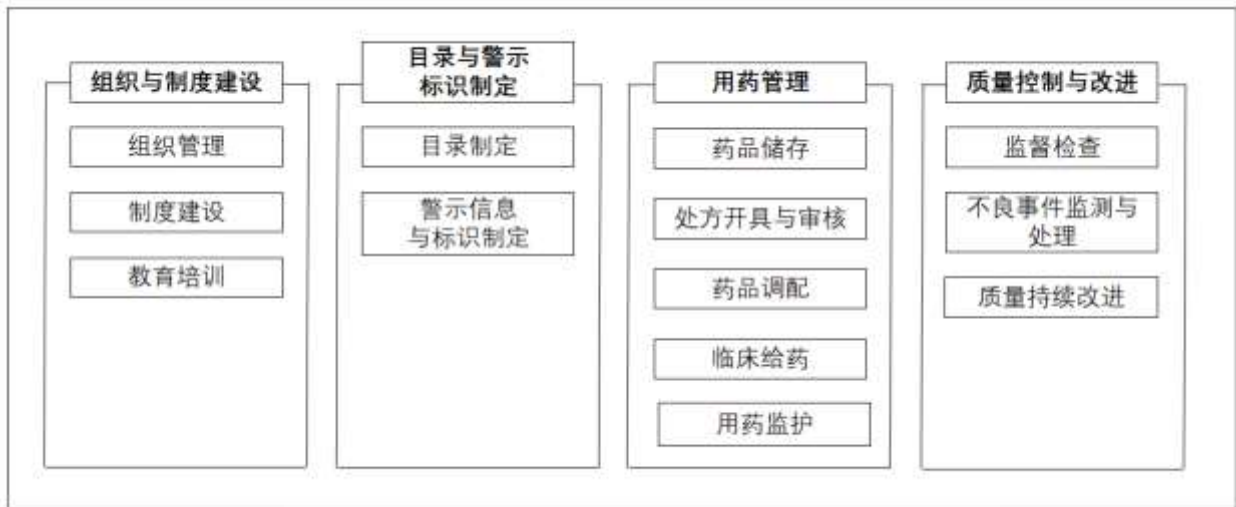 组织与制度建设
组织管理
制度建设
教育培训
目录与警示
标识制定
目录制定
警示信息
与标识制定
用药管理
药品储存
处方开具与审核
药品调配
临床给药
用药监护
质量控制与改进
监督检查
不良事件监测与
处理
质量持续改进